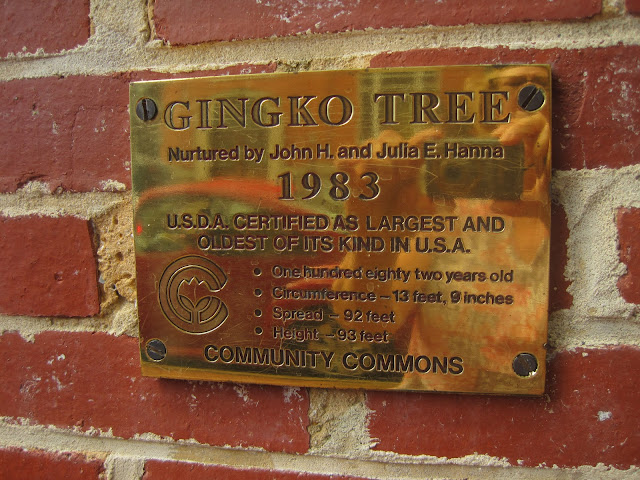 GINGKO TREE
Nurtured by John H. and Julia E. Hanna
1983
U.S.D.A. CERTIFIED AS LARGEST AND
OLDEST OF ITS KIND IN U.S.A.
• One hundred eighty two years old
• Circumference – 13 feet, 9 inches
• Spread – 92 feet
• Height – 93 feet
COMMUNITY COMMONS